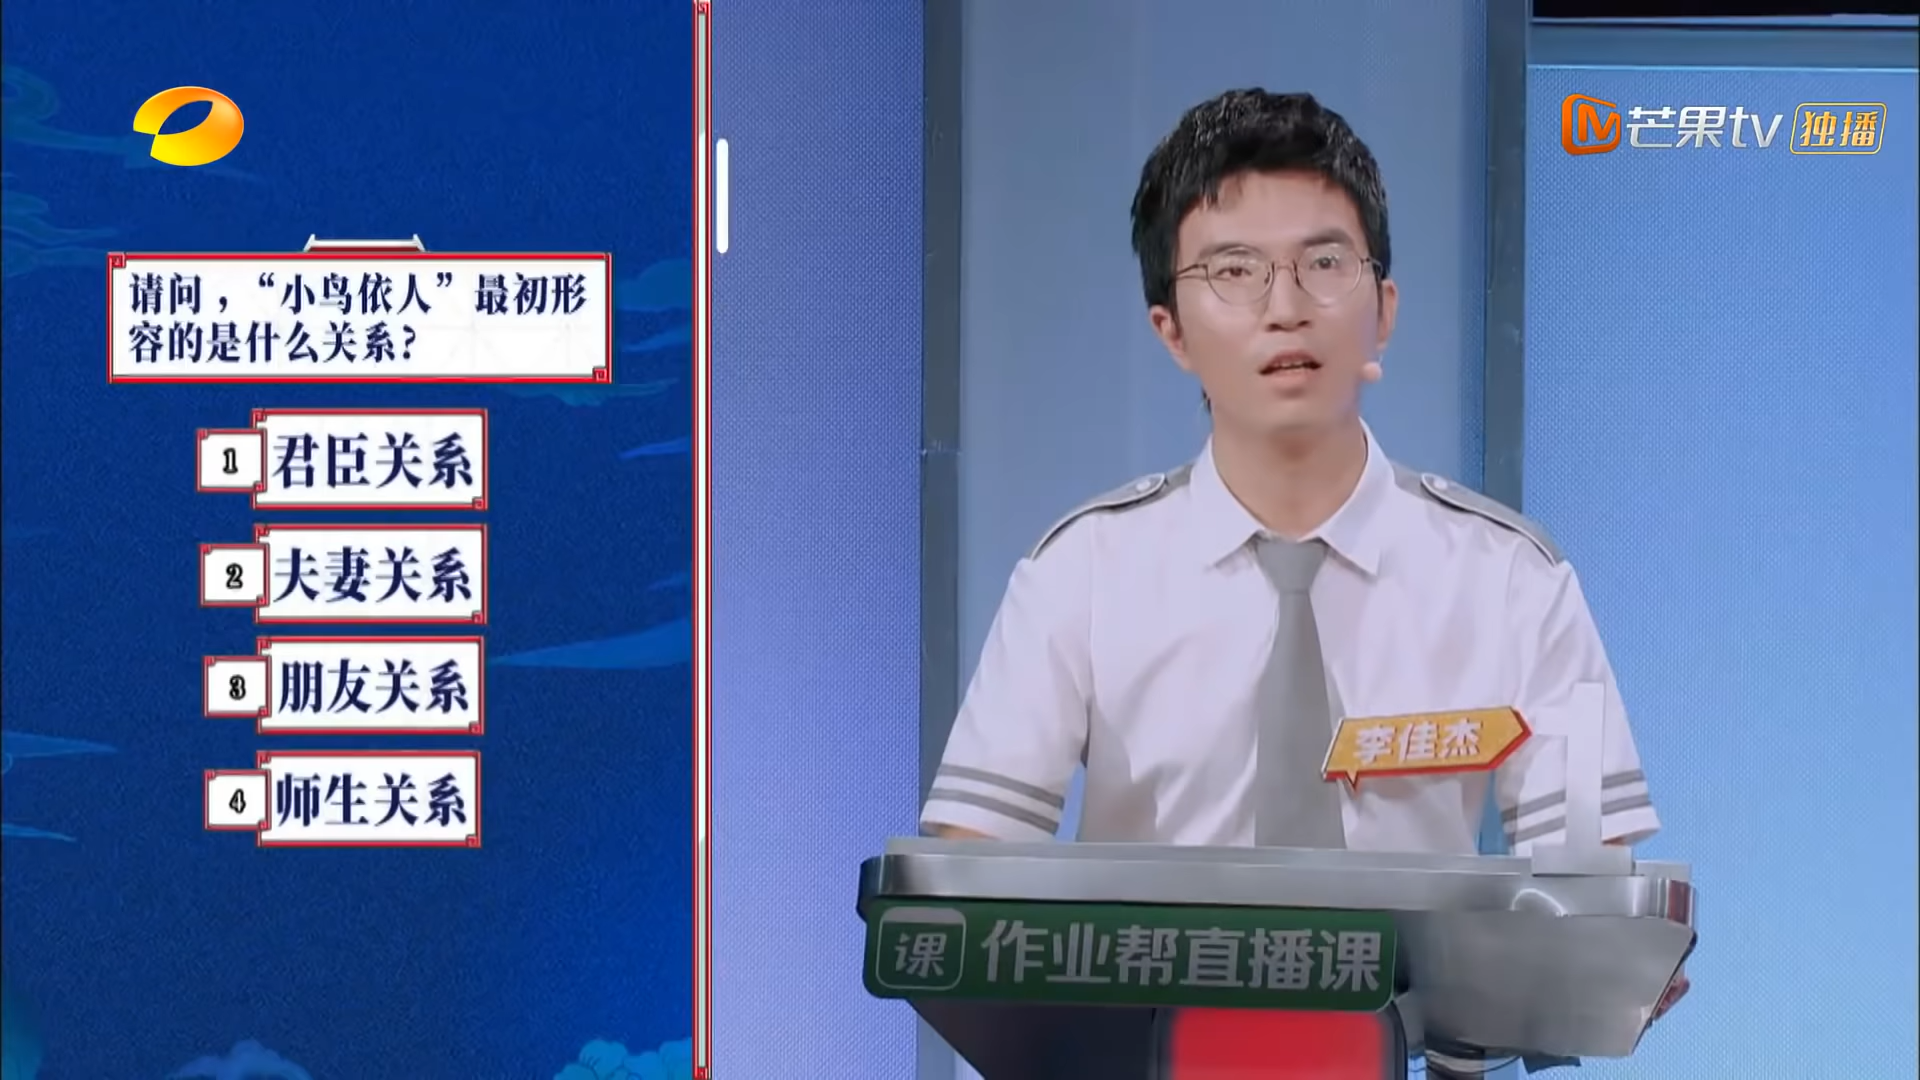 芒果tv 独播
请问，“小鸟依人”最初形
容的是什么关系？
1 君臣关系
2 夫妻关系
3 朋友关系
4 师生关系
李佳杰
1
课 作业帮直播课